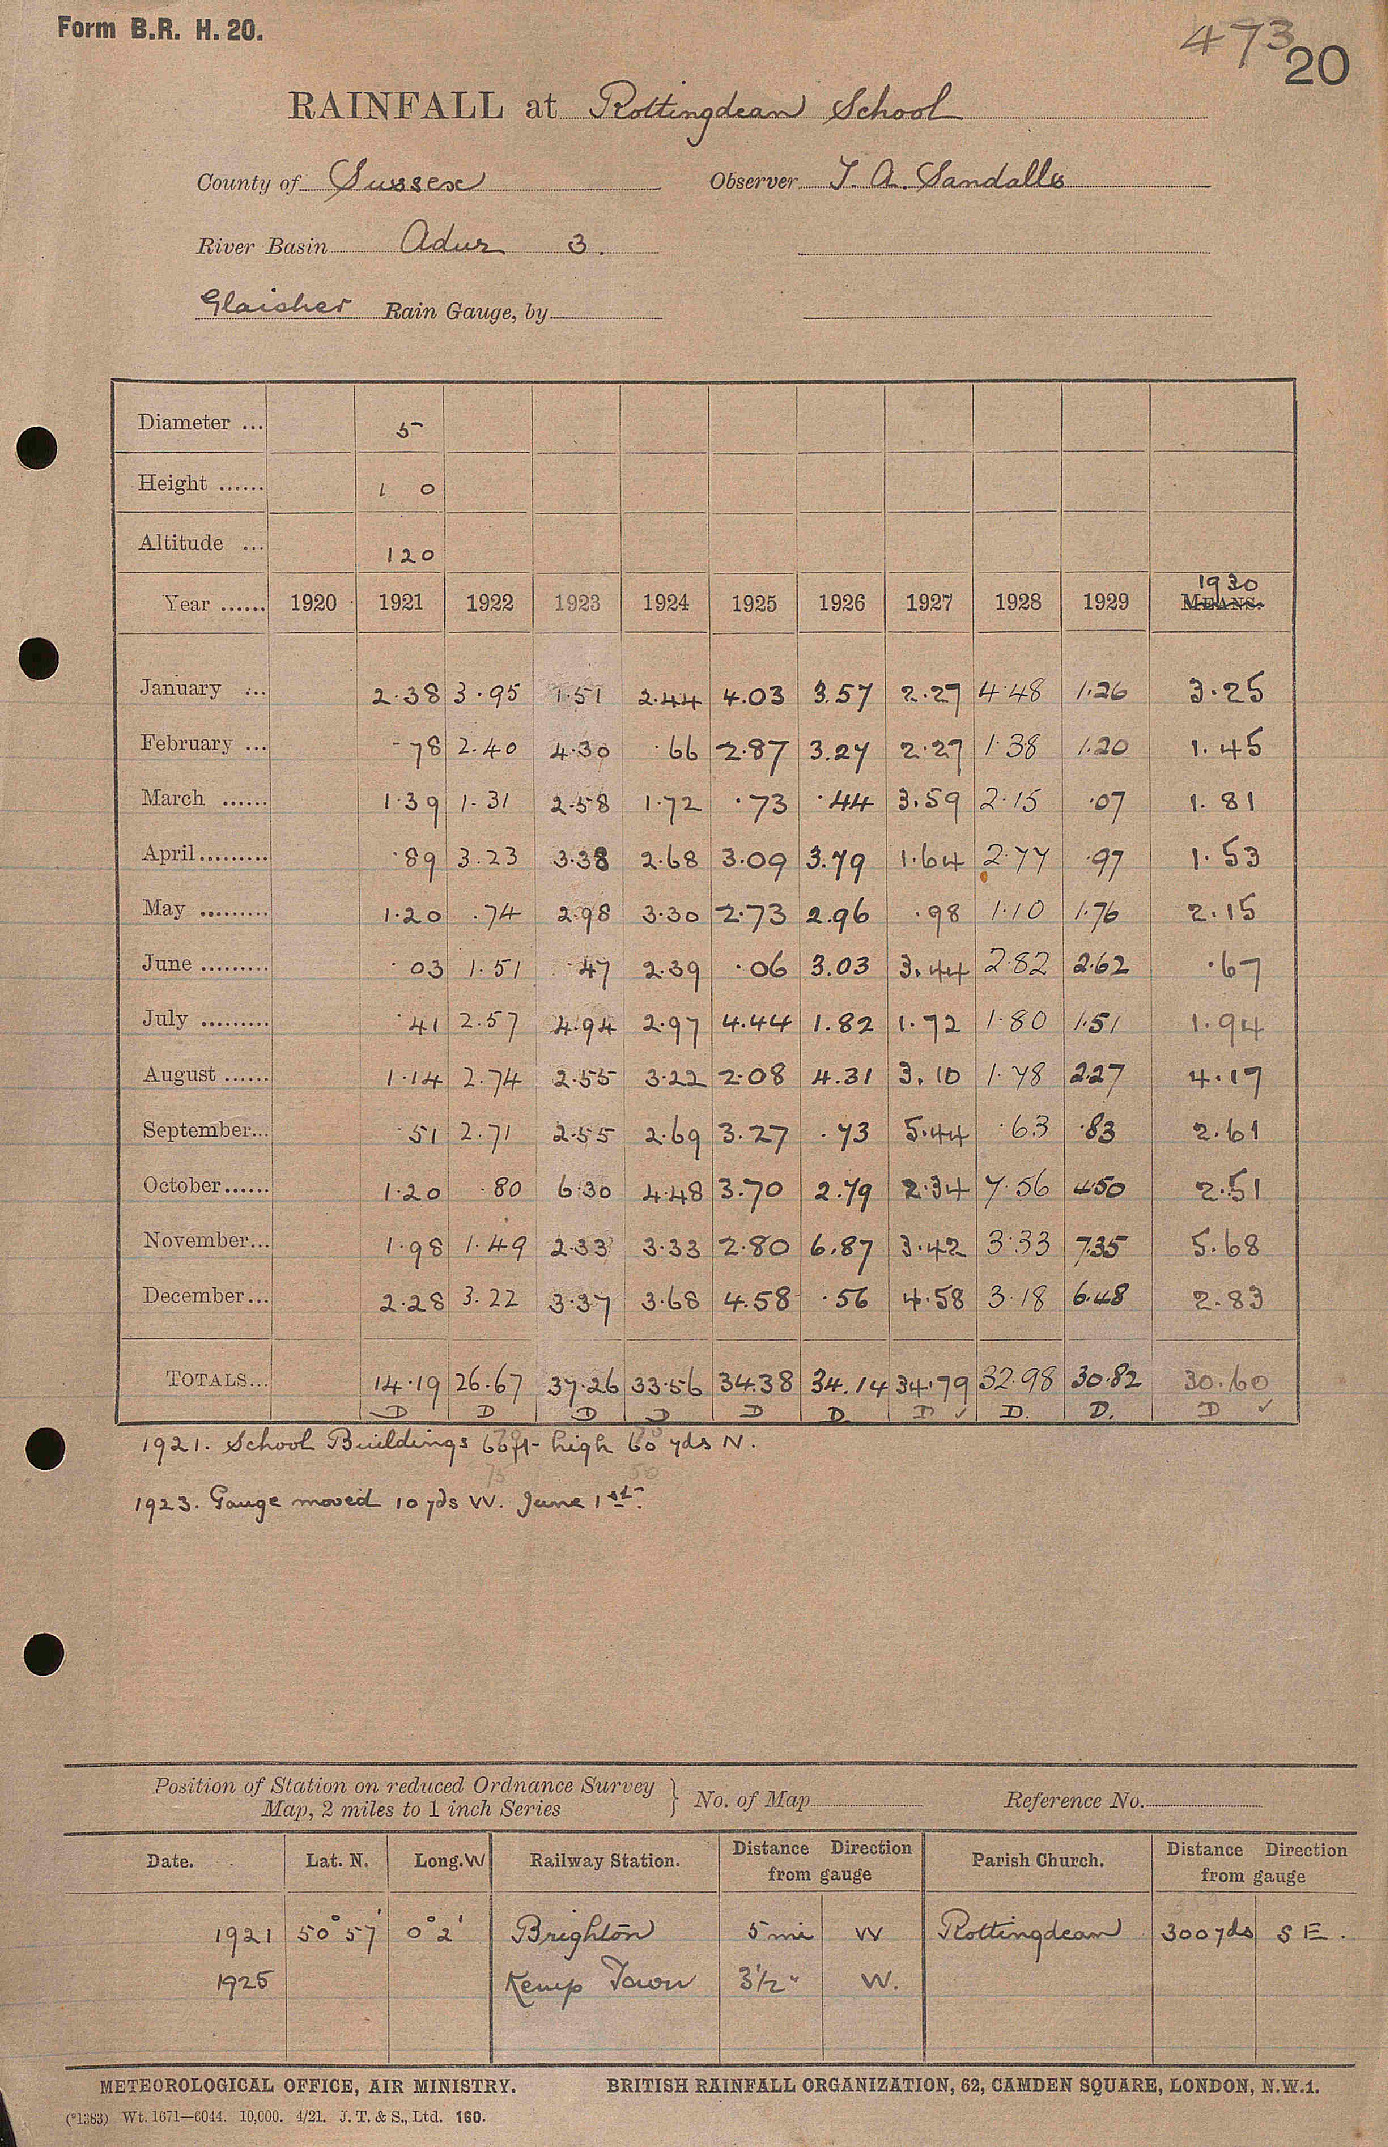 Form B.R. H. 20.
473
20
RAINFALL at Rottingdean School
County of Sussex Observer T. A. Sandalls
River Basin Adur 3.
Glaisher Rain Gauge, by
Diameter ... 5
Height ...... 1 0
Altitude ... 120
1930
Year ...... 1920 1921 1922 1923 1924 1925 1926 1927 1928 1929 MEANS.
January ... 2.38 3.95 1.51 2.44 4.03 3.57 2.27 4.48 1.26 3.25
February ... .78 2.40 4.30 .66 2.87 3.27 2.27 1.38 1.20 1.45
March ...... 1.39 1.31 2.58 1.72 .73 .44 3.59 2.15 .07 1.81
April ......... .89 3.23 3.38 2.68 3.09 3.79 1.64 2.77 .97 1.53
May ......... 1.20 .74 2.98 3.30 2.73 2.96 .98 1.10 1.76 2.15
June ......... .03 1.51 .47 2.39 .06 3.03 3.44 2.82 2.62 .67
July ......... .41 2.57 4.94 2.97 4.44 1.82 1.72 1.80 1.51 1.94
August ...... 1.14 2.74 2.55 3.22 2.08 4.31 3.10 1.78 2.27 4.17
September... .51 2.71 2.55 2.69 3.27 .73 5.44 .63 .83 2.61
October ...... 1.20 .80 6.30 4.48 3.70 2.79 2.34 7.56 4.50 2.51
November... 1.98 1.49 2.33 3.33 2.80 6.87 3.42 3.33 7.35 5.68
December... 2.28 3.22 3.37 3.68 4.58 .56 4.58 3.18 6.48 2.83
TOTALS... 14.19 26.67 37.26 33.56 34.38 34.14 34.79 32.98 30.82 30.60
D D D D D D. D ✓ D. D. D ✓
1921. School Buildings ft high 60 yds N.
75 50
1923. Gauge moved 10 yds W. June 1st.
Position of Station on reduced Ordnance Survey
Map, 2 miles to 1 inch Series } No. of Map Reference No.
Date. Lat. N. Long. W Railway Station. Distance Direction from gauge Parish Church. Distance Direction from gauge
1921 50° 57' 0° 2' Brighton 5 mi W Rottingdean 300 yds S E.
1925 Kemp Town 3½ " W.
METEOROLOGICAL OFFICE, AIR MINISTRY. BRITISH RAINFALL ORGANIZATION, 62, CAMDEN SQUARE, LONDON, N.W.1.
(*1383) Wt. 1671—6044. 10,000. 4/21. J. T. & S., Ltd. 160.